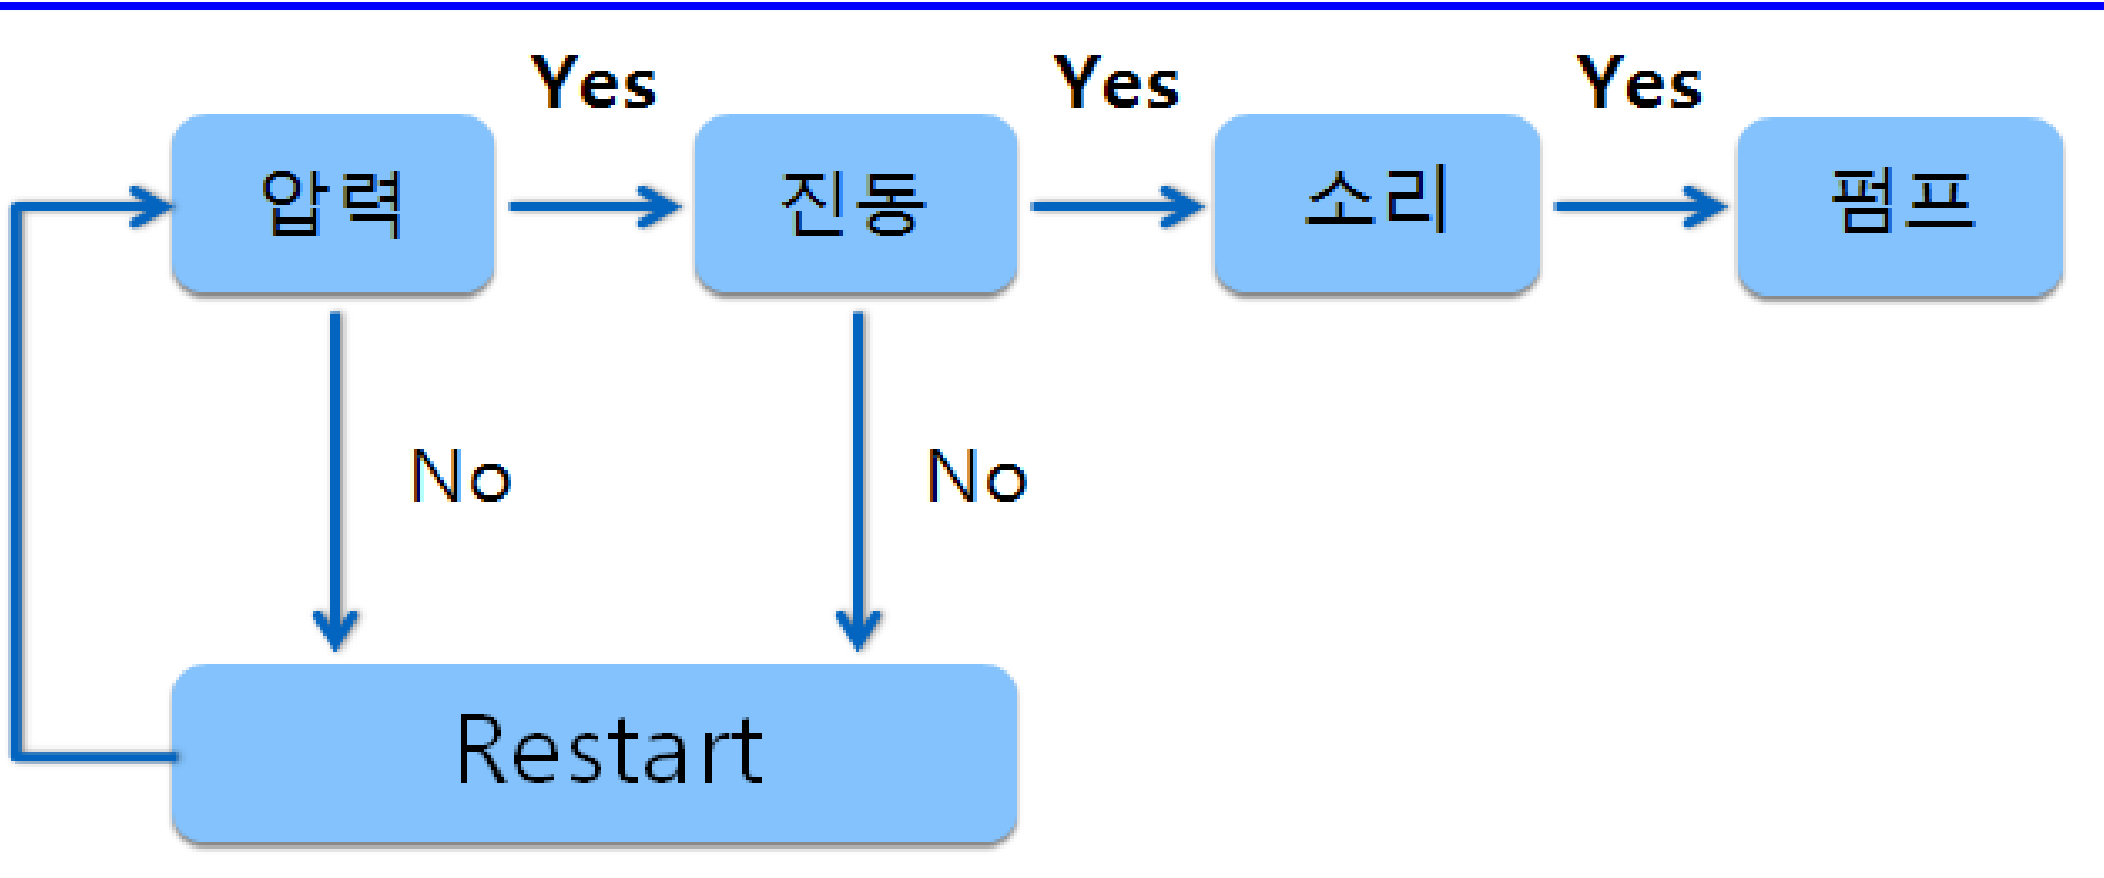 Yes Yes Yes
압력 진동 소리 펌프
No No
Restart